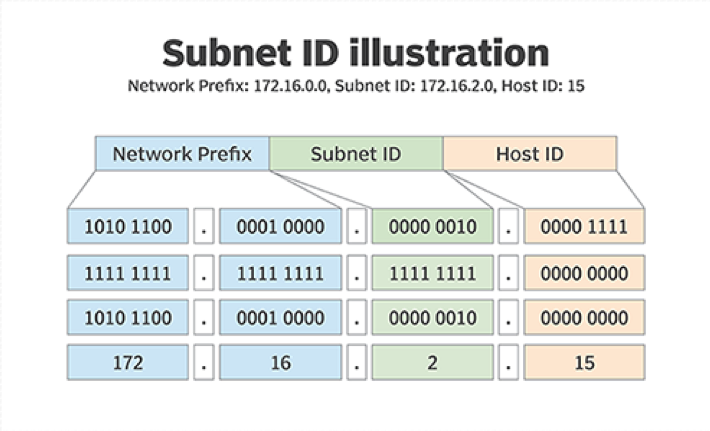 Subnet ID illustration
Network Prefix: 172.16.0.0, Subnet ID: 172.16.2.0, Host ID: 15
Network Prefix Subnet ID Host ID
1010 1100 . 0001 0000 . 0000 0010 . 0000 1111
1111 1111 . 1111 1111 . 1111 1111 . 0000 0000
1010 1100 . 0001 0000 . 0000 0010 . 0000 0000
172 . 16 . 2 . 15